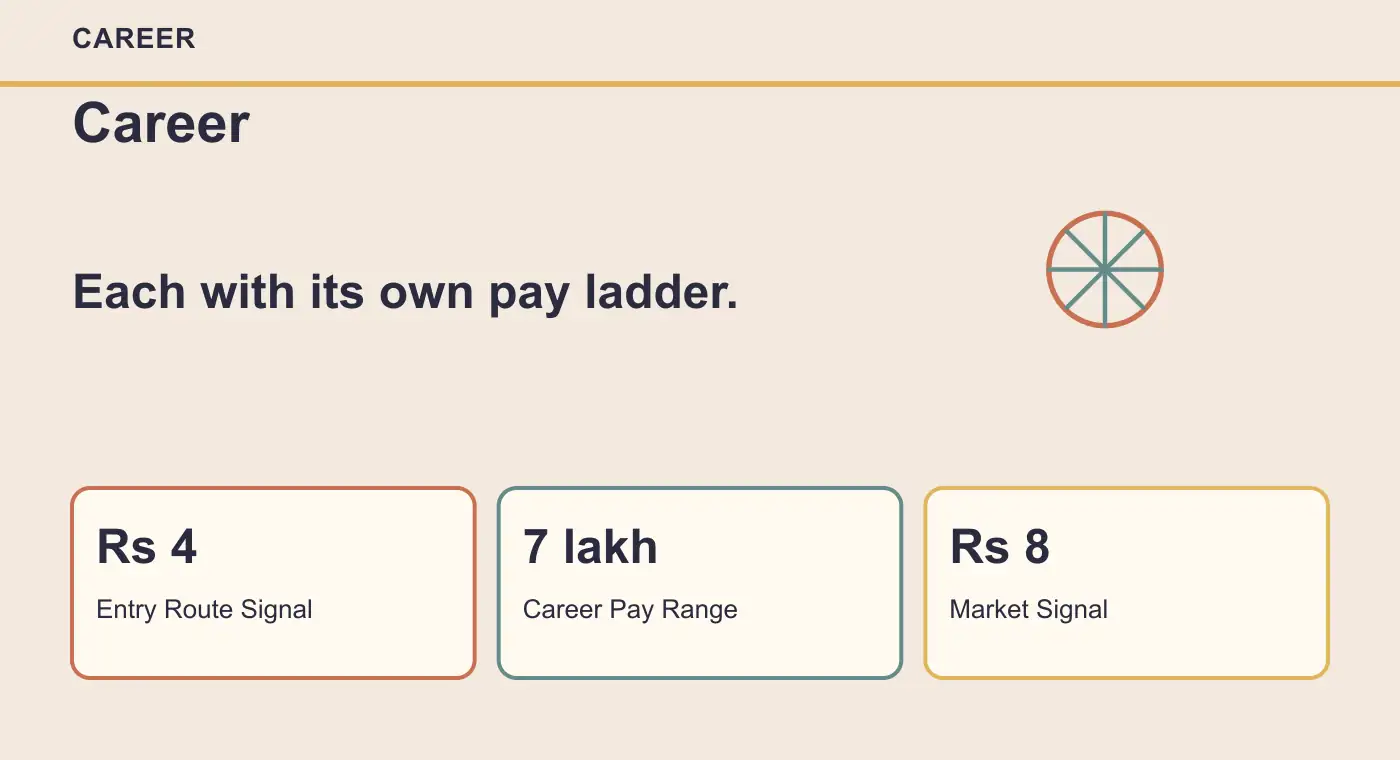 CAREER
Career
Each with its own pay ladder.
Rs 4
Entry Route Signal
7 lakh
Career Pay Range
Rs 8
Market Signal